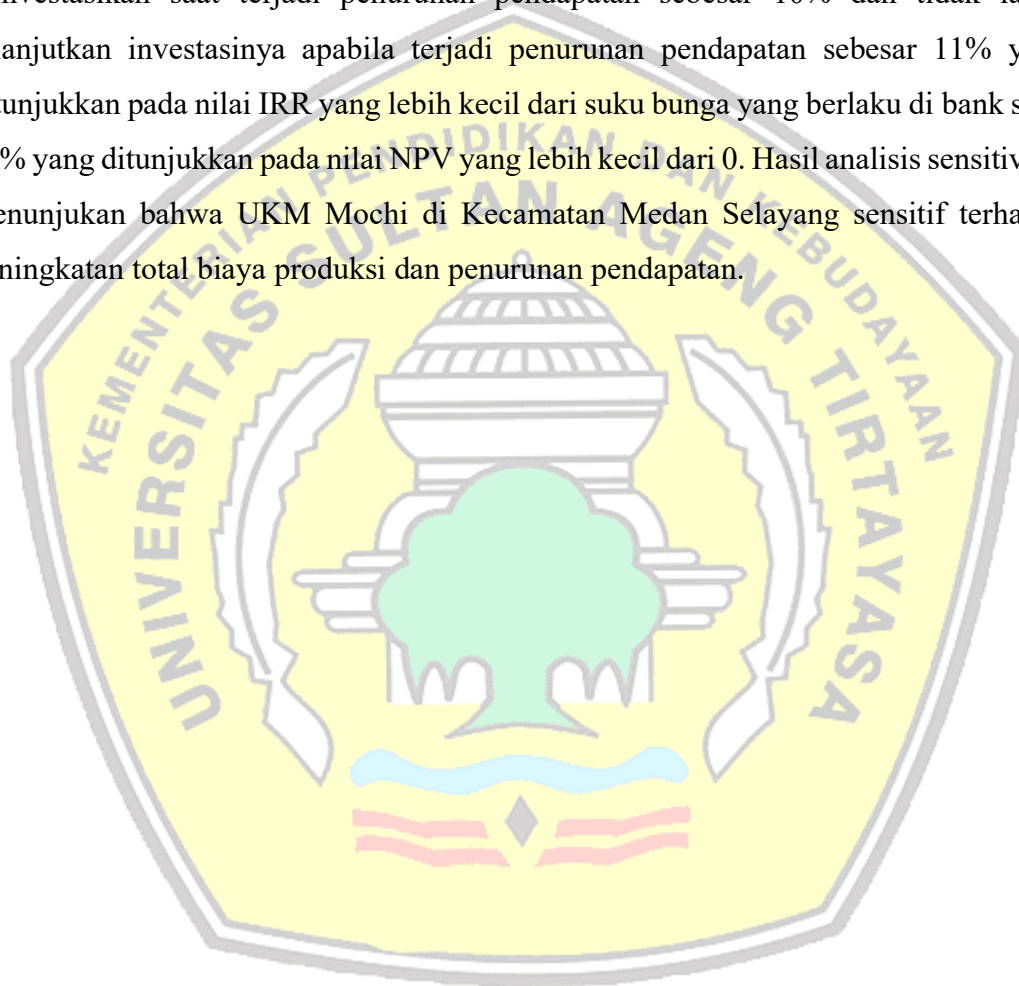 investasikan saat terjadi penurunan pendapatan sebesar 10% dan tidak
anjutkan investasinya apabila terjadi penurunan pendapatan sebesar 11% y
tunjukkan pada nilai IRR yang lebih kecil dari suku bunga yang berlaku di bank s
% yang ditunjukkan pada nilai NPV yang lebih kecil dari 0. Hasil analisis sensitiv
enunjukan bahwa UKM Mochi di Kecamatan Medan Selayang sensitif terha
ningkatan total biaya produksi dan penurunan pendapatan.
KEMENTERIAN PENDIDIKAN DAN KEBUDAYAAN
UNIVERSITAS SULTAN AGENG TIRTAYASA